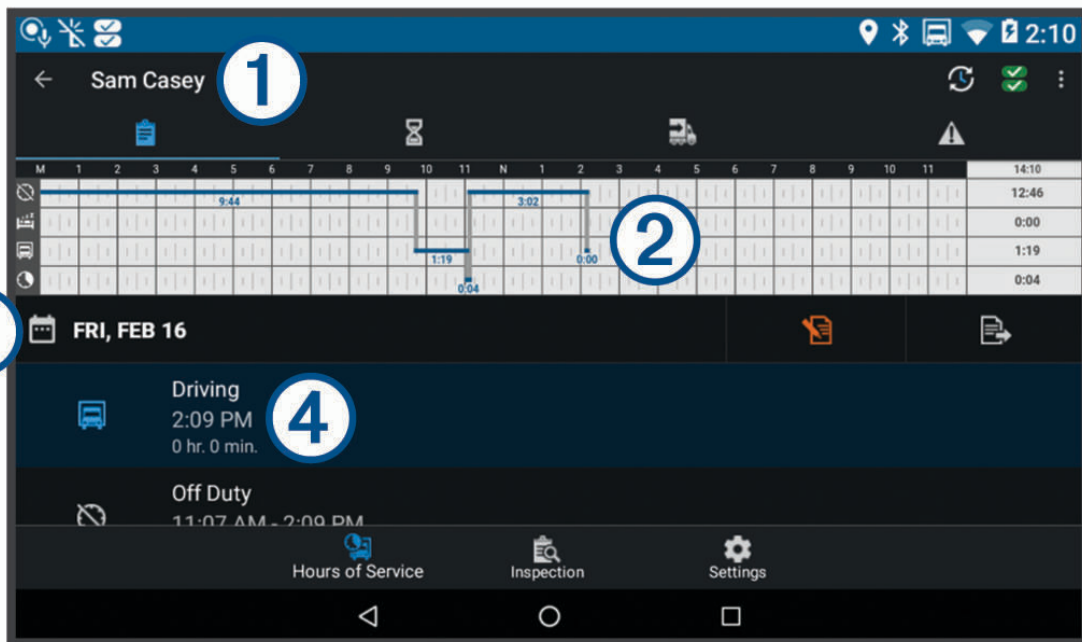 2:10
Sam Casey
1
M 1 2 3 4 5 6 7 8 9 10 11 N 1 2 3 4 5 6 7 8 9 10 11 14:10
9:44 3:02 12:46
0:00
2
1:19 0:00 1:19
0:04 0:04
FRI, FEB 16
Driving
2:09 PM
0 hr. 0 min.
4
Off Duty
11:07 AM - 2:09 PM
Hours of Service Inspection Settings